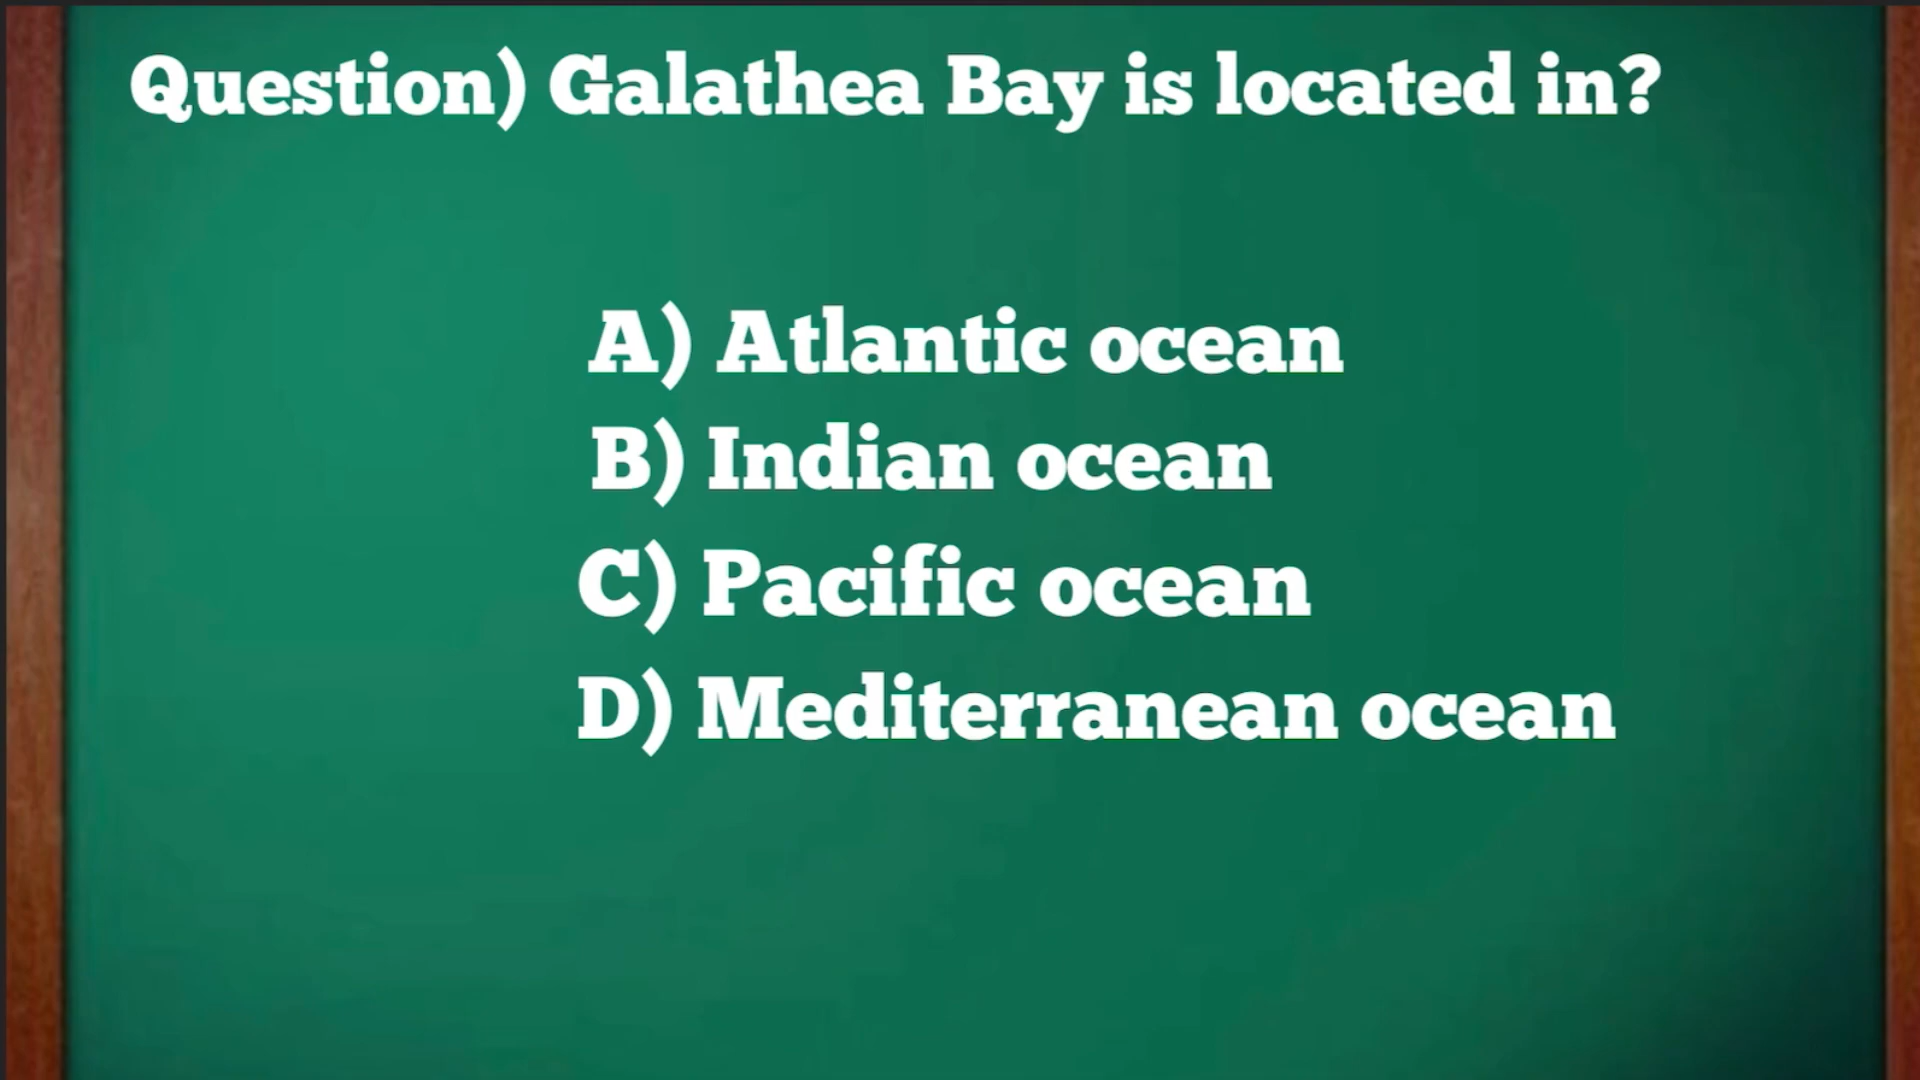 Question) Galathea Bay is located in?
A) Atlantic ocean
B) Indian ocean
C) Pacific ocean
D) Mediterranean ocean